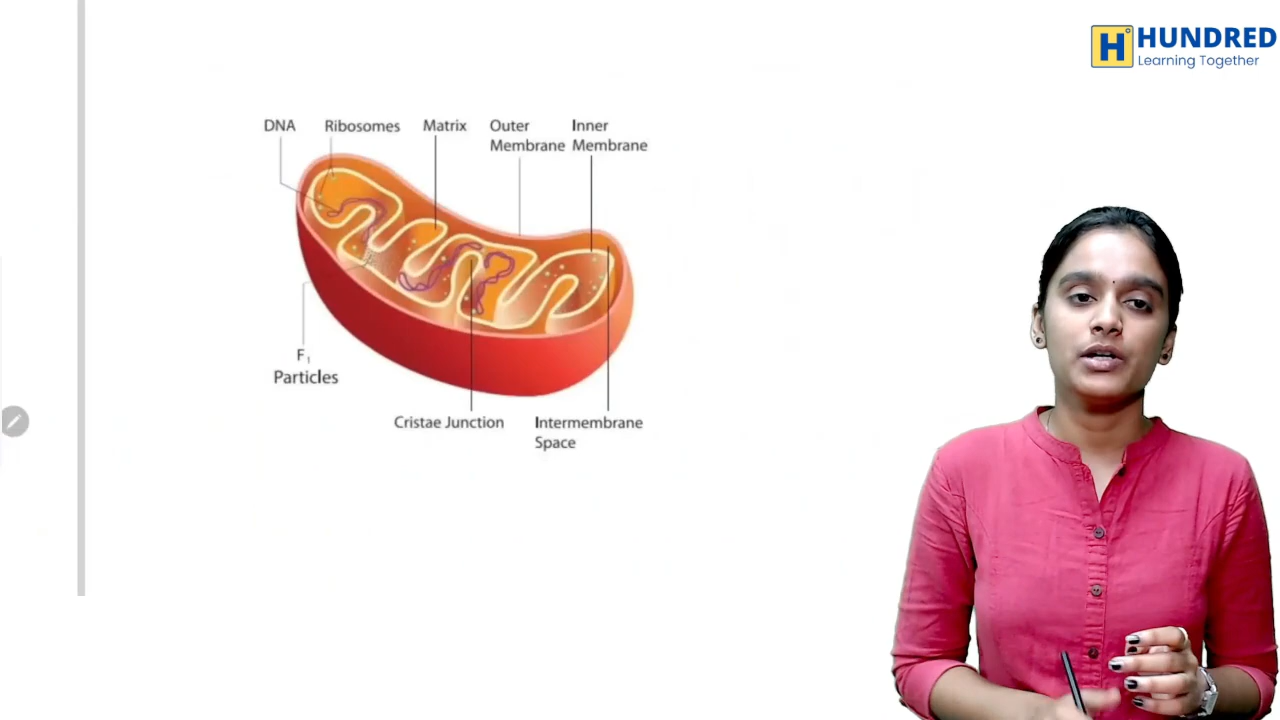 H HUNDRED
Learning Together
DNA
Ribosomes
Matrix
Outer
Membrane
Inner
Membrane
F₁
Particles
Cristae Junction
Intermembrane
Space